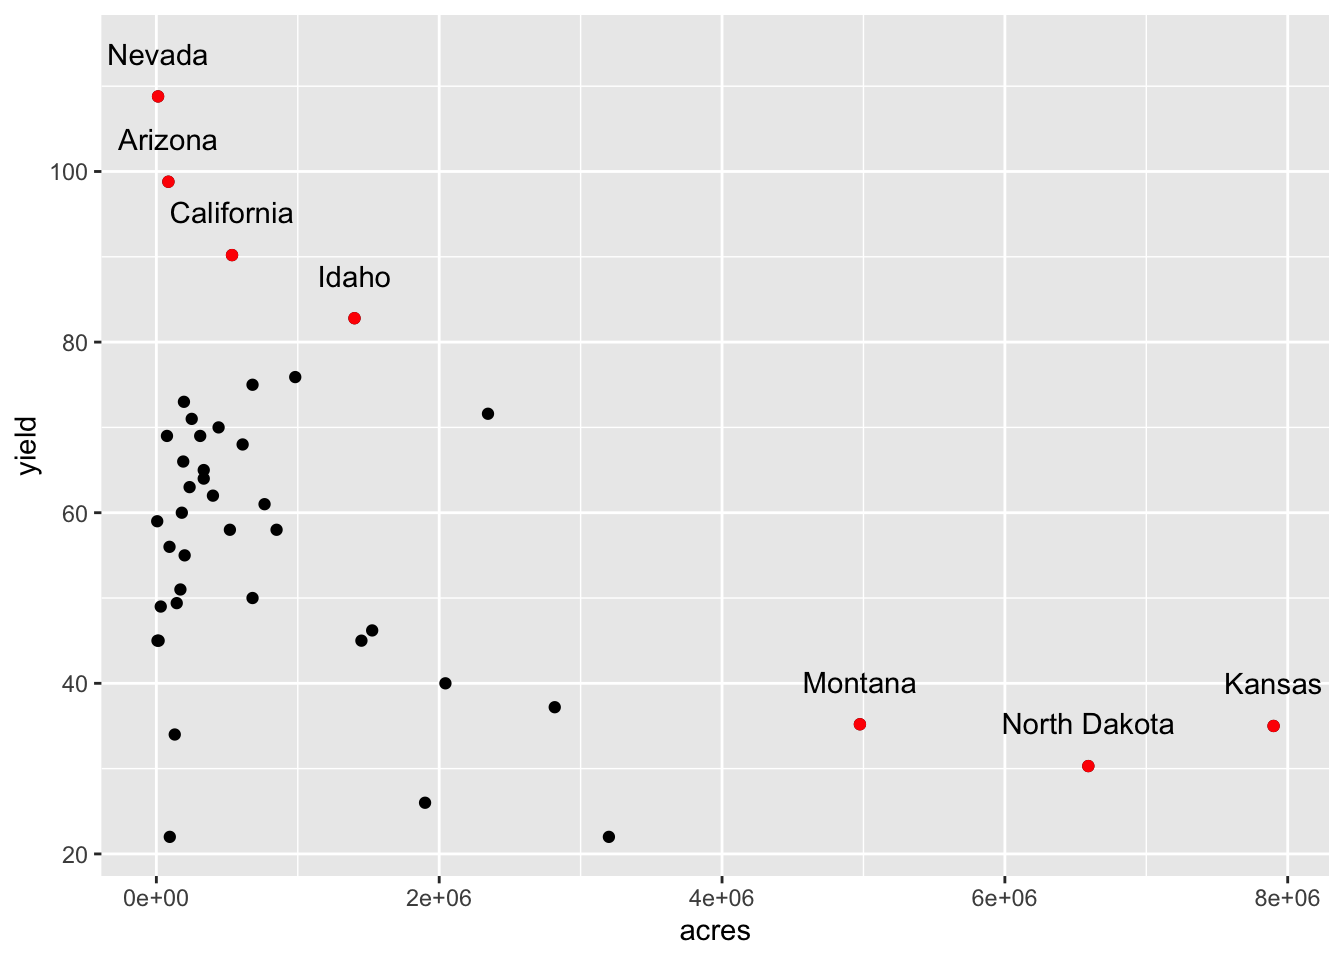 Nevada
Arizona
100
California
Idaho
80
yield
60
Montana
Kansas
40
North Dakota
20
0e+00
2e+06
4e+06
6e+06
8e+06
acres